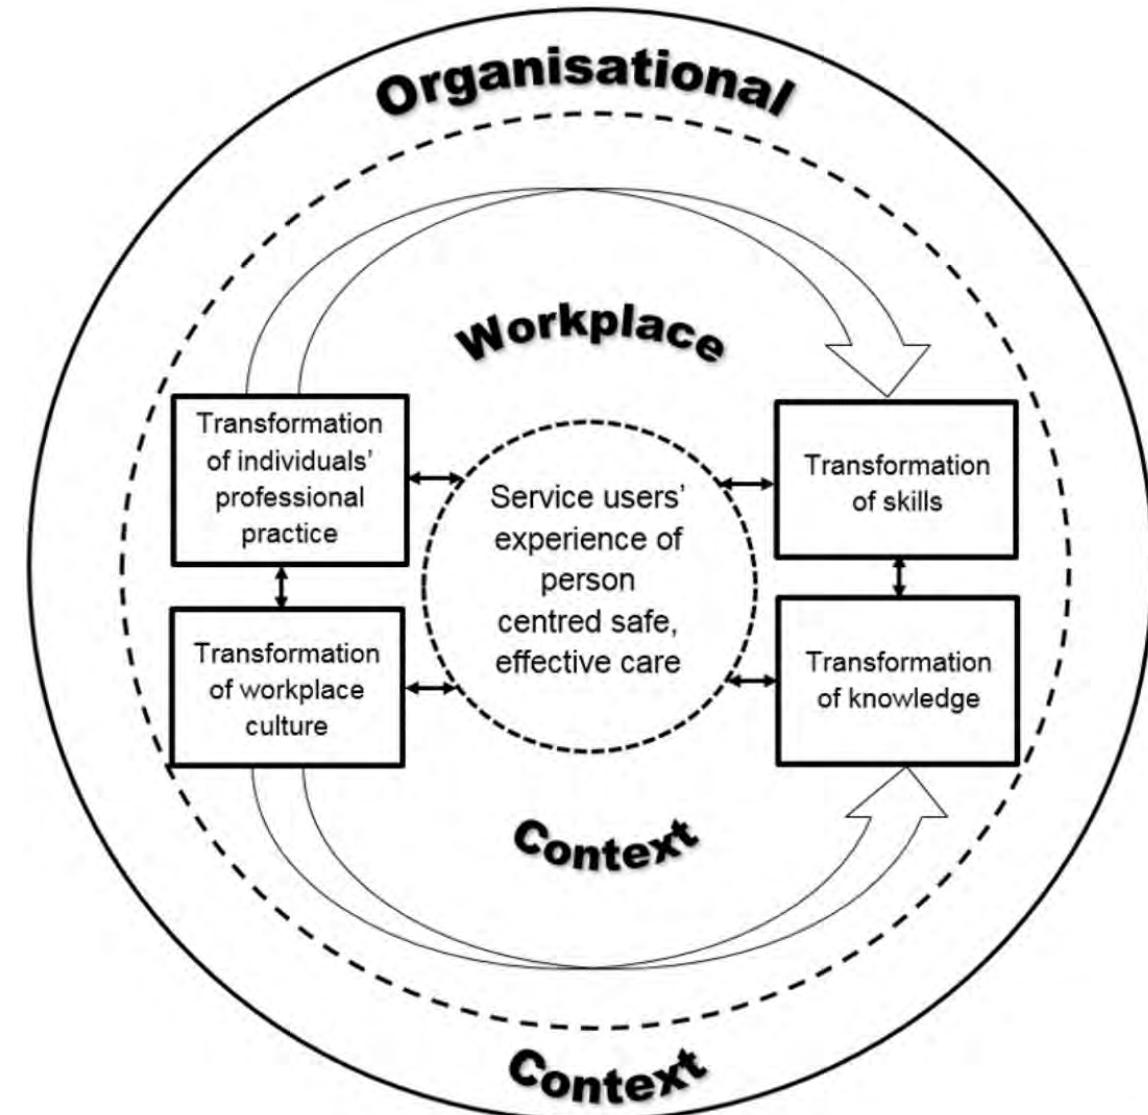 Organisational
Workplace
Transformation
of individuals’
professional
practice
Service users’
experience of
person
centred safe,
effective care
Transformation
of skills
Transformation
of workplace
culture
Transformation
of knowledge
Context
Context